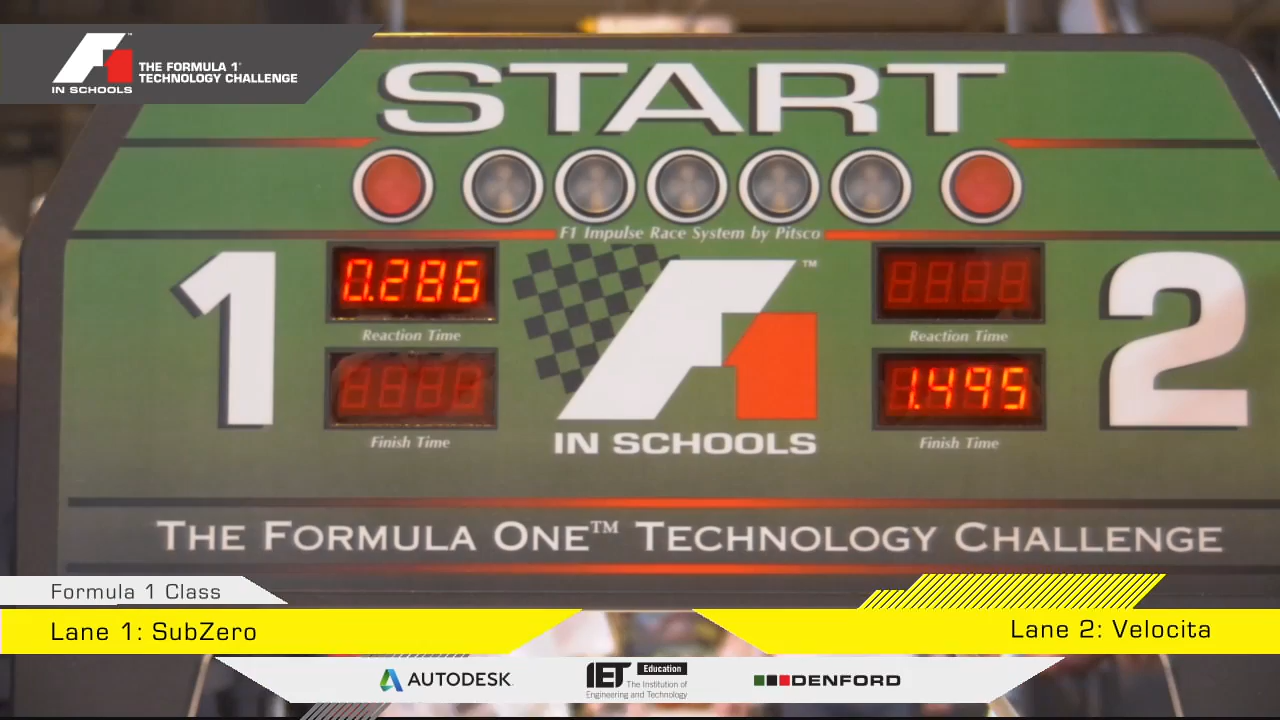 THE FORMULA 1®
TECHNOLOGY CHALLENGE
IN SCHOOLS
START
F1 Impulse Race System by Pitsco
1
0.286
Reaction Time
Finish Time
™
IN SCHOOLS
Reaction Time
1.495
Finish Time
2
THE FORMULA ONE™ TECHNOLOGY CHALLENGE
Formula 1 Class
Lane 1: SubZero
Lane 2: Velocita
AUTODESK.
IET Education
The Institution of
Engineering and Technology
DENFORD